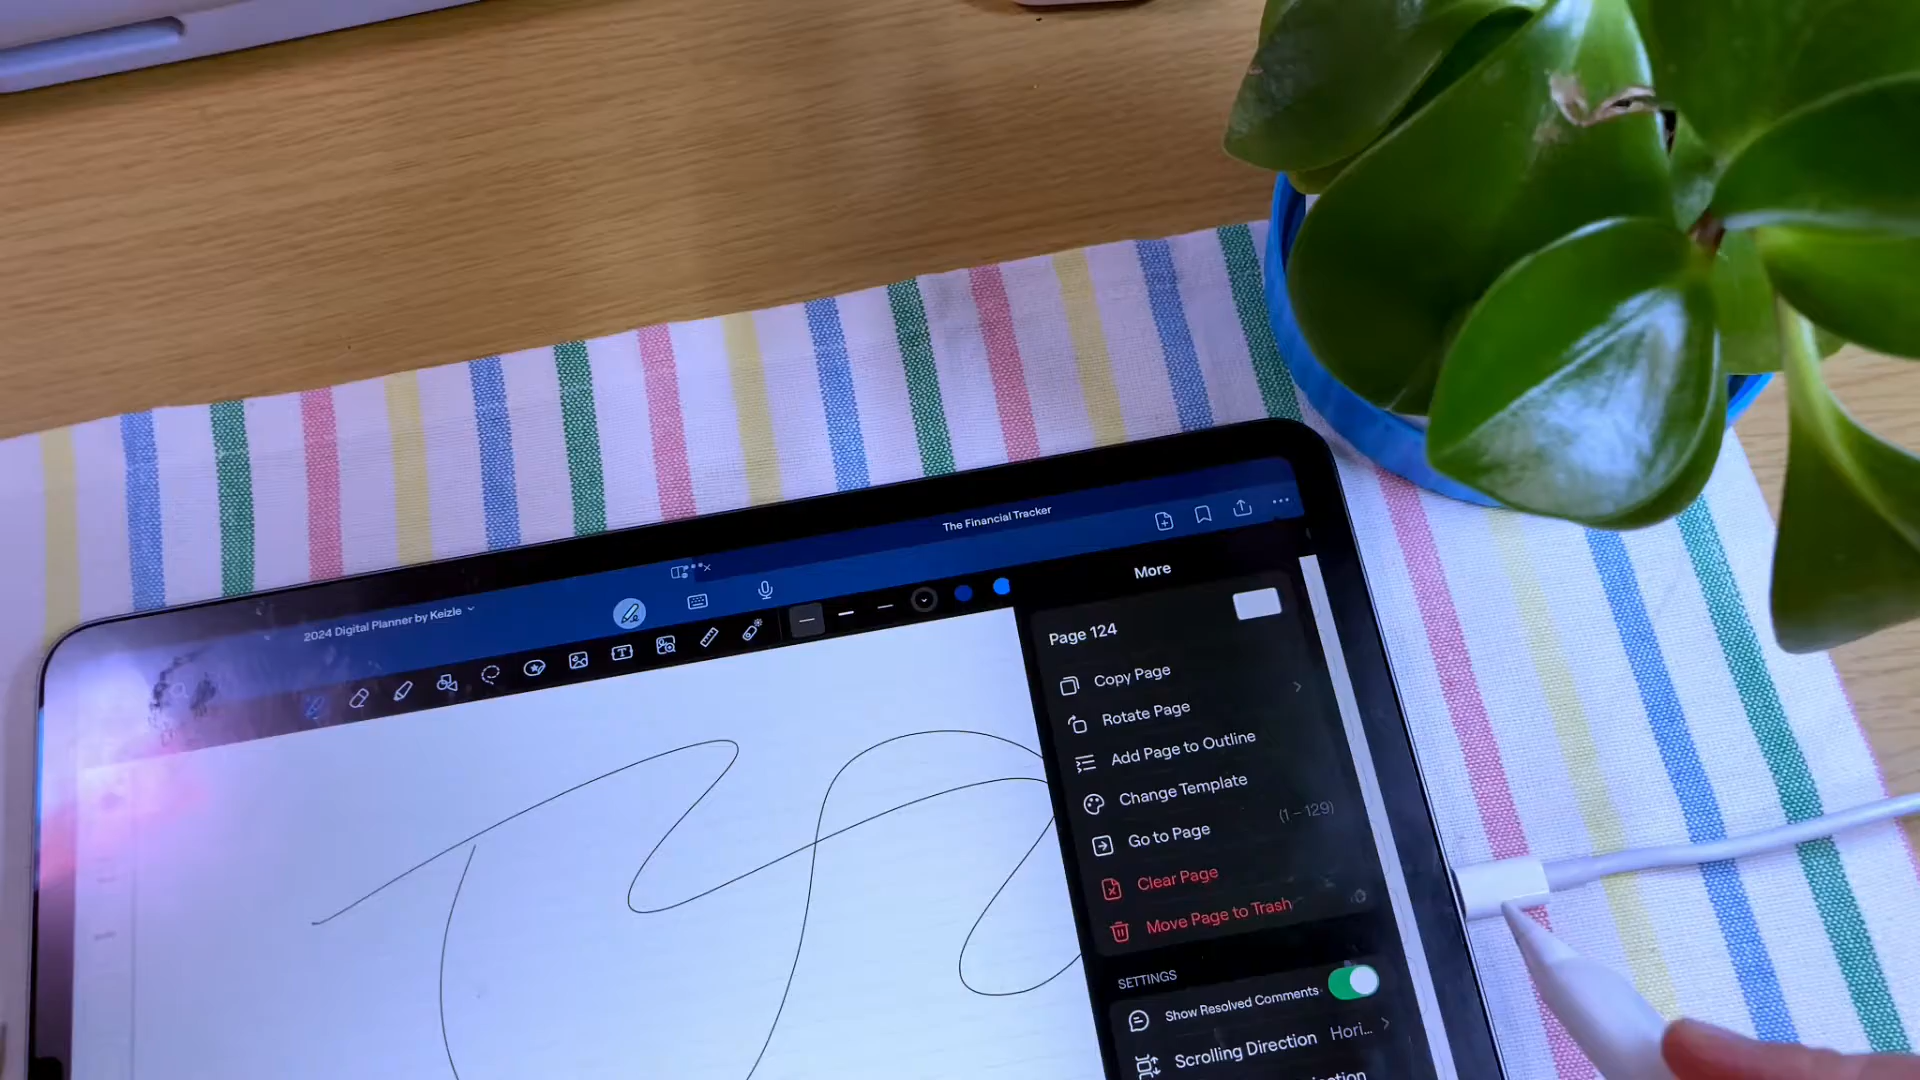 The Financial Tracker
2024 Digital Planner by Keizle
More
Page 124
Copy Page
Rotate Page
Add Page to Outline
Change Template
Go to Page (1 – 129)
Clear Page
Move Page to Trash
SETTINGS
Show Resolved Comments
Scrolling Direction Hori...